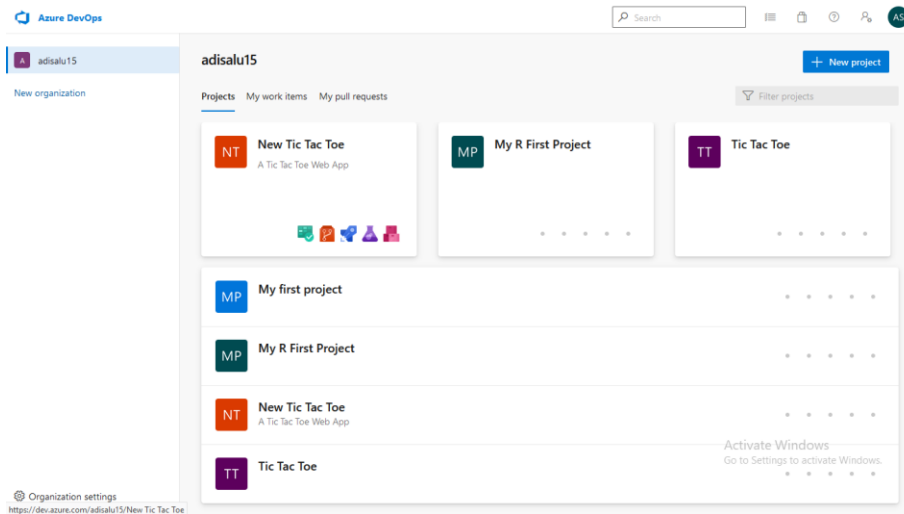 Azure DevOps
Search
AS
A adisalu15
New organization
adisalu15
+ New project
Projects My work items My pull requests
Filter projects
NT New Tic Tac Toe
A Tic Tac Toe Web App
MP My R First Project
TT Tic Tac Toe
MP My first project
MP My R First Project
NT New Tic Tac Toe
A Tic Tac Toe Web App
TT Tic Tac Toe
Activate Windows
Go to Settings to activate Windows.
Organization settings
https://dev.azure.com/adisalu15/New Tic Tac Toe